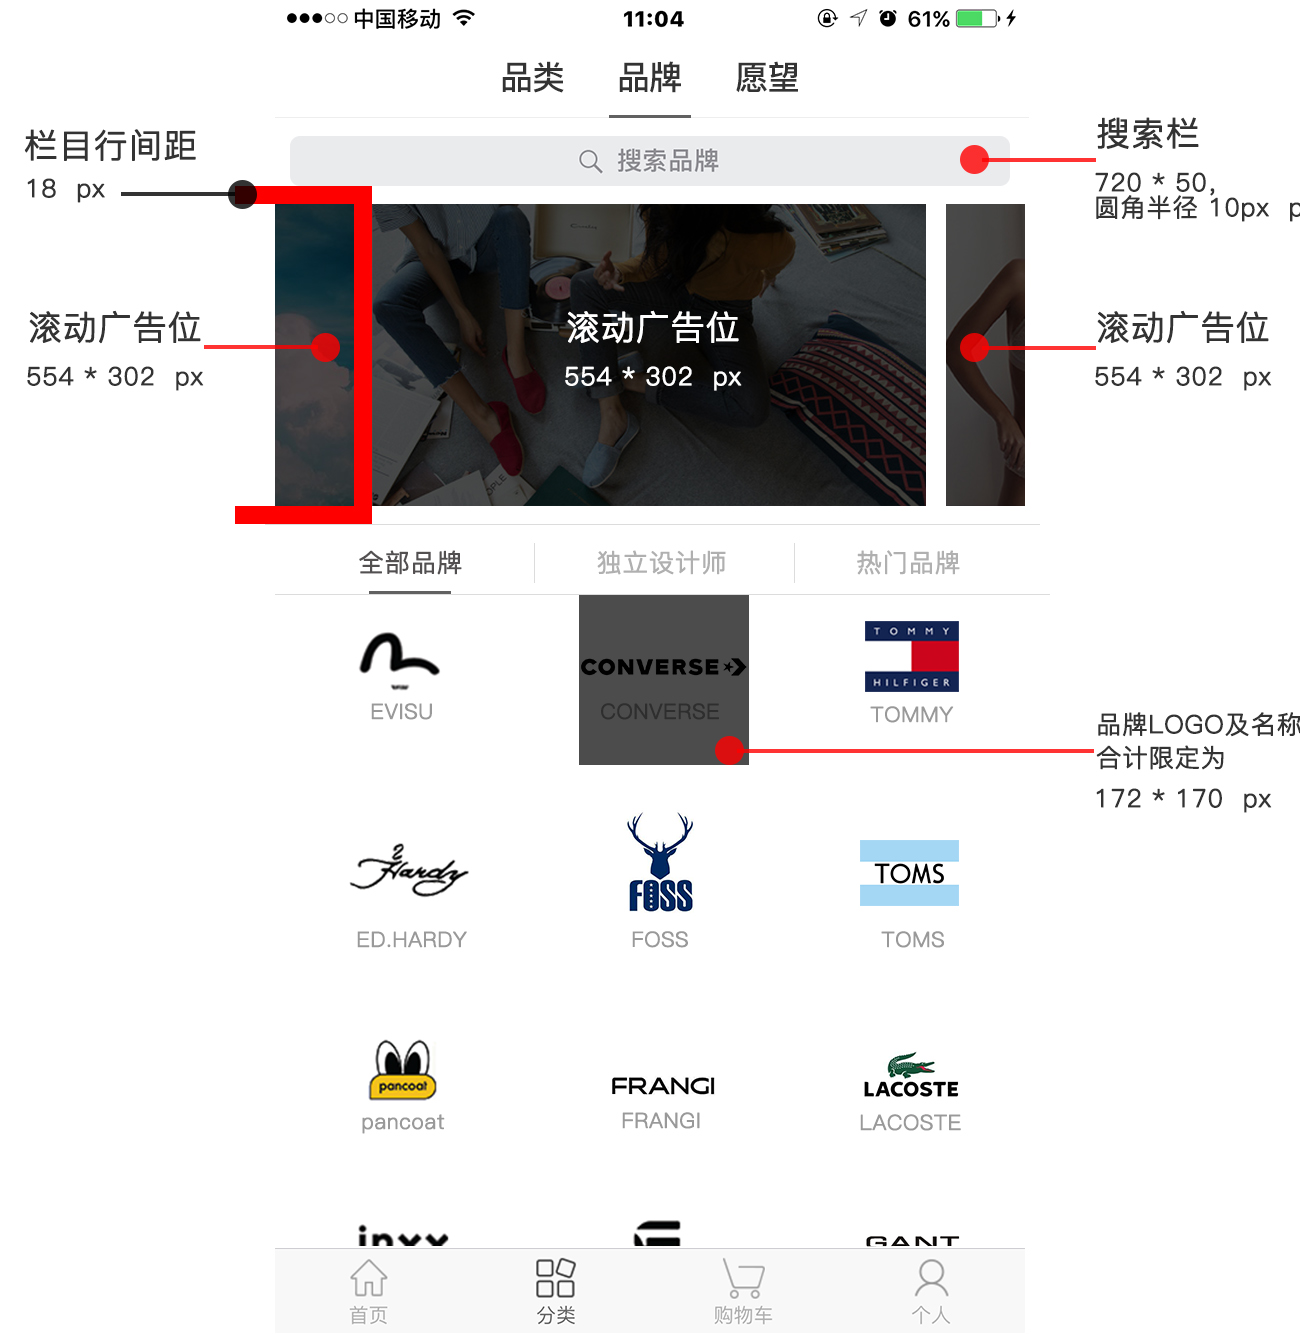 中国移动
11:04
61%
品类 品牌 愿望
搜索品牌
栏目行间距
18 px
搜索栏
720 * 50,
圆角半径 10px p
滚动广告位
554 * 302 px
滚动广告位
554 * 302 px
滚动广告位
554 * 302 px
全部品牌 独立设计师 热门品牌
EVISU
CONVERSE
CONVERSE
TOMMY
HILFIGER
TOMMY
品牌LOGO及名称
合计限定为
172 * 170 px
2
Hardy
ED.HARDY
FOSS
FOSS
TOMS
TOMS
pancoat
pancoat
FRANGI
FRANGI
LACOSTE
LACOSTE
inxx
GANT
首页 分类 购物车 个人